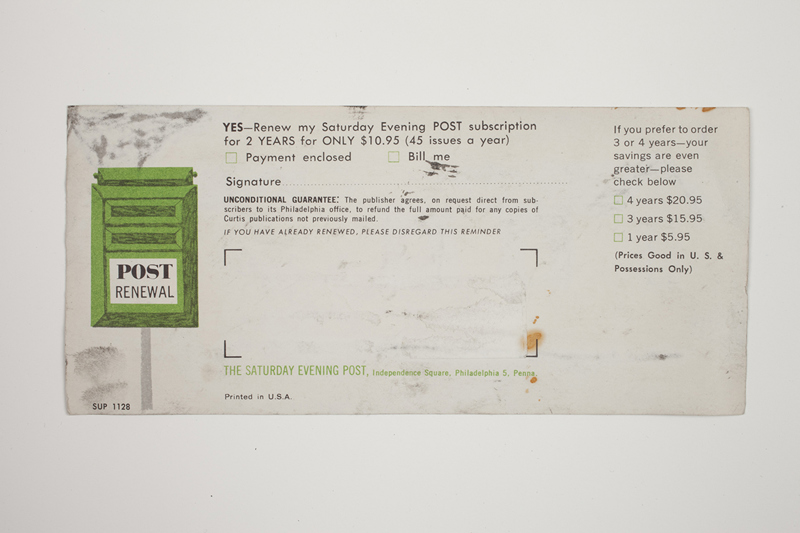 YES—Renew my Saturday Evening POST subscription
for 2 YEARS for ONLY $10.95 (45 issues a year)
Payment enclosed
Bill me
Signature
UNCONDITIONAL GUARANTEE: The publisher agrees, on request direct from sub-
scribers to its Philadelphia office, to refund the full amount paid for any copies of
Curtis publications not previously mailed.
IF YOU HAVE ALREADY RENEWED, PLEASE DISREGARD THIS REMINDER
POST
RENEWAL
THE SATURDAY EVENING POST, Independence Square, Philadelphia 5, Penna.
Printed in U.S.A.
SUP 1128
If you prefer to order
3 or 4 years—your
savings are even
greater—please
check below
4 years $20.95
3 years $15.95
1 year $5.95
(Prices Good in U. S. &
Possessions Only)